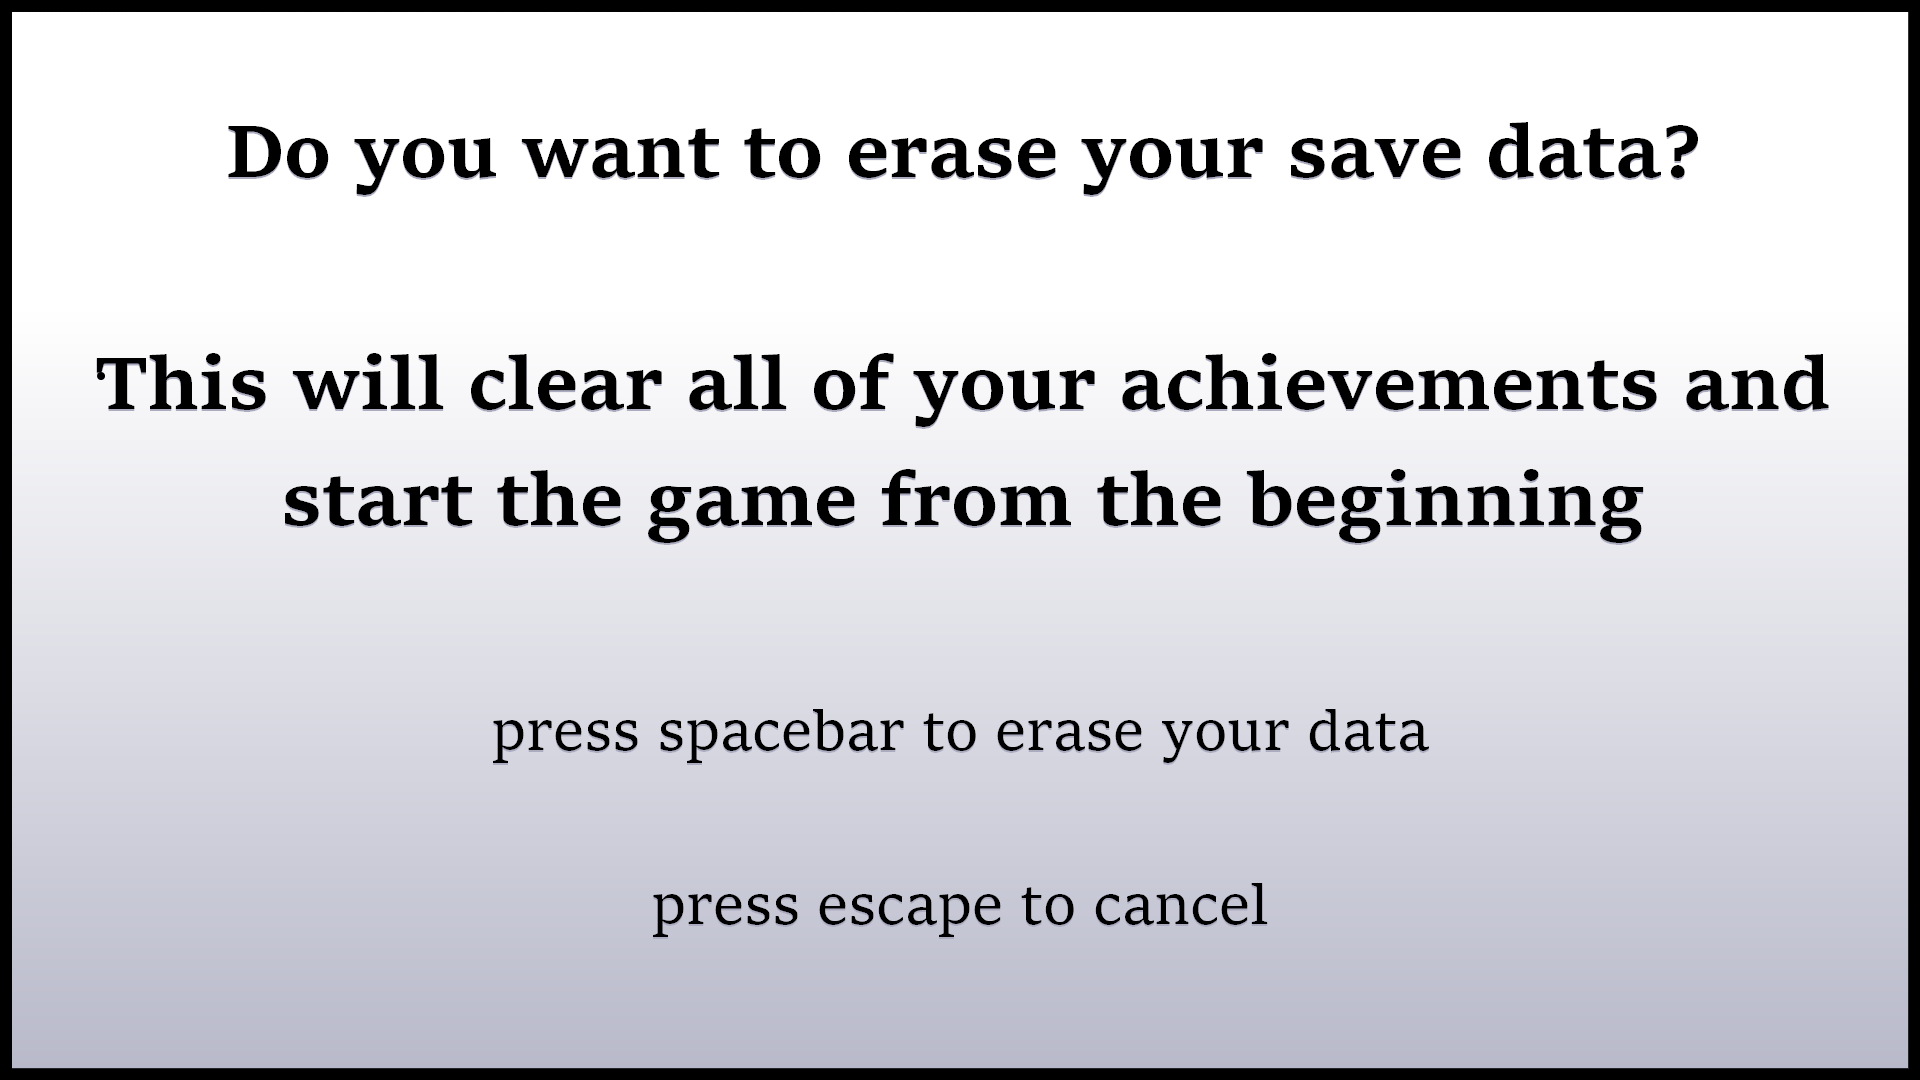 Do you want to erase your save data?
This will clear all of your achievements and
start the game from the beginning
press spacebar to erase your data
press escape to cancel